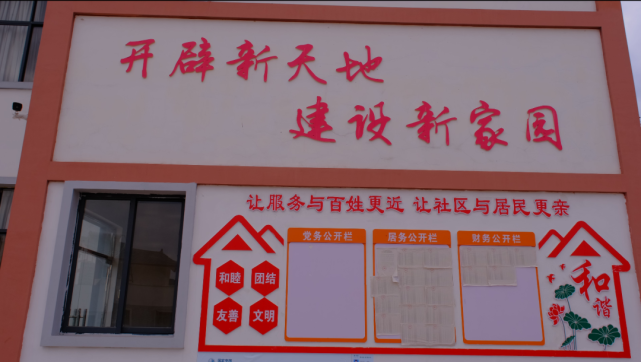 开辟新天地
建设新家园
让服务与百姓更近 让社区与居民更亲
党务公开栏 居务公开栏 财务公开栏
和睦 团结
友善 文明
和谐